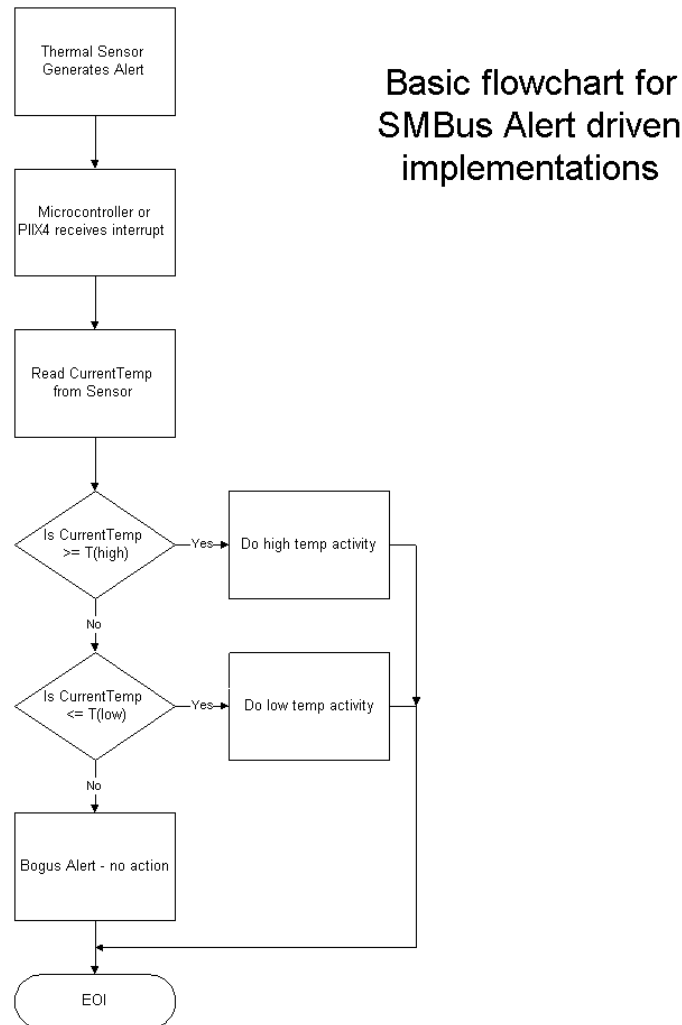 Basic flowchart for
SMBus Alert driven
implementations
Thermal Sensor
Generates Alert
Microcontroller or
PIIX4 receives interrupt
Read CurrentTemp
from Sensor
Is CurrentTemp
>= T(high)
Yes
Do high temp activity
No
Is CurrentTemp
<= T(low)
Yes
Do low temp activity
No
Bogus Alert - no action
EOI